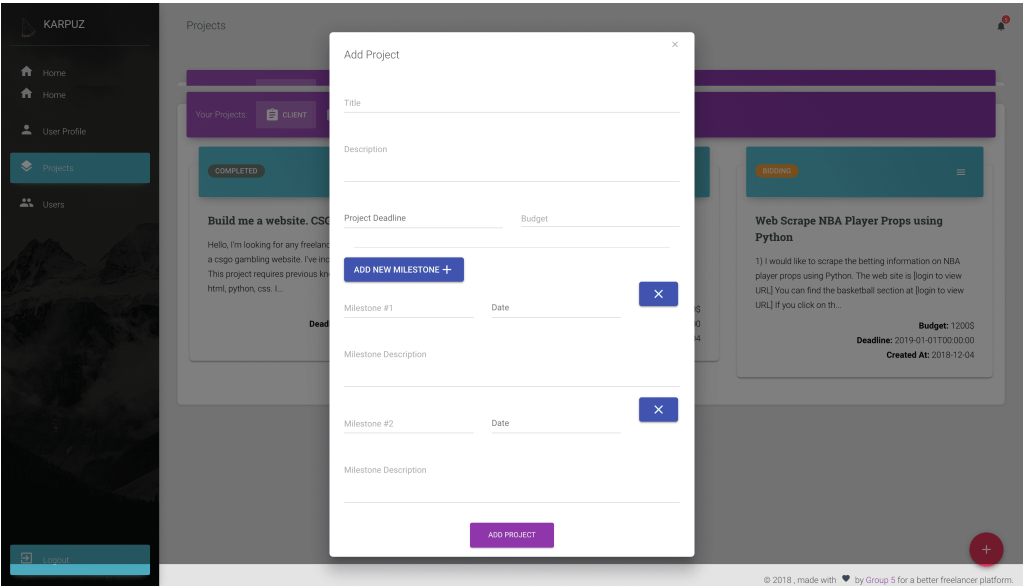 KARPUZ
Projects
1
Home
Home
User Profile
Projects
Users
Logout
Your Projects:
CLIENT
COMPLETED
Build me a website. CSG
Hello, I'm looking for any freelanc
a csgo gambling website. I've inc
This project requires previous kn
html, python, css. I...
Dead
Add Project
×
Title
Description
Project Deadline
Budget
ADD NEW MILESTONE +
Milestone #1
Date
Milestone Description
Milestone #2
Date
Milestone Description
ADD PROJECT
BIDDING
Web Scrape NBA Player Props using
Python
1) I would like to scrape the betting information on NBA
player props using Python. The web site is [login to view
URL] You can find the basketball section at [login to view
URL] If you click on th...
Budget: 1200$
Deadline: 2019-01-01T00:00:00
Created At: 2018-12-04
© 2018 , made with ♥ by Group 5 for a better freelancer platform.